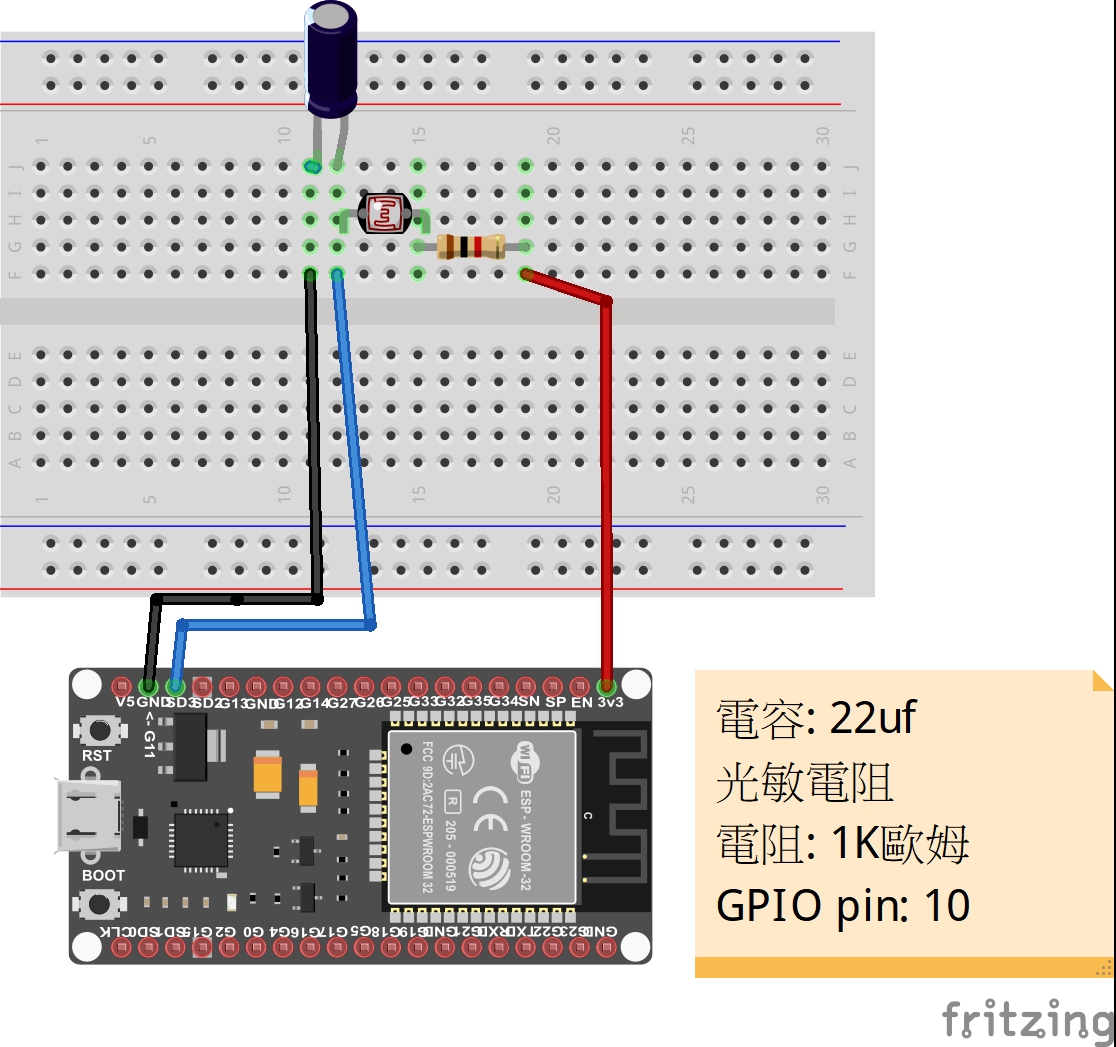 1 5 10 15 20 25 30
J J
I I
H H
G G
F F
E E
D D
C C
B B
A A
1 5 10 15 20 25 30
V5 GND SD3 SD2 G13 GND G12 G14 G27 G26 G25 G33 G32 G35 G34 SN SP EN 3v3
<- G11
RST
BOOT
WiFi
ESP - WROOM -32
CE
R
205 - 000519
FCC 9D:2AC72-ESPWROOM 32
C
CLK SD0 SD1 G15 G2 G0 G4 G16 G17 G5 G18 G19 GND G21 RXD TXD G22 G23 GND
電容: 22uf
光敏電阻
電阻: 1K歐姆
GPIO pin: 10
fritzing